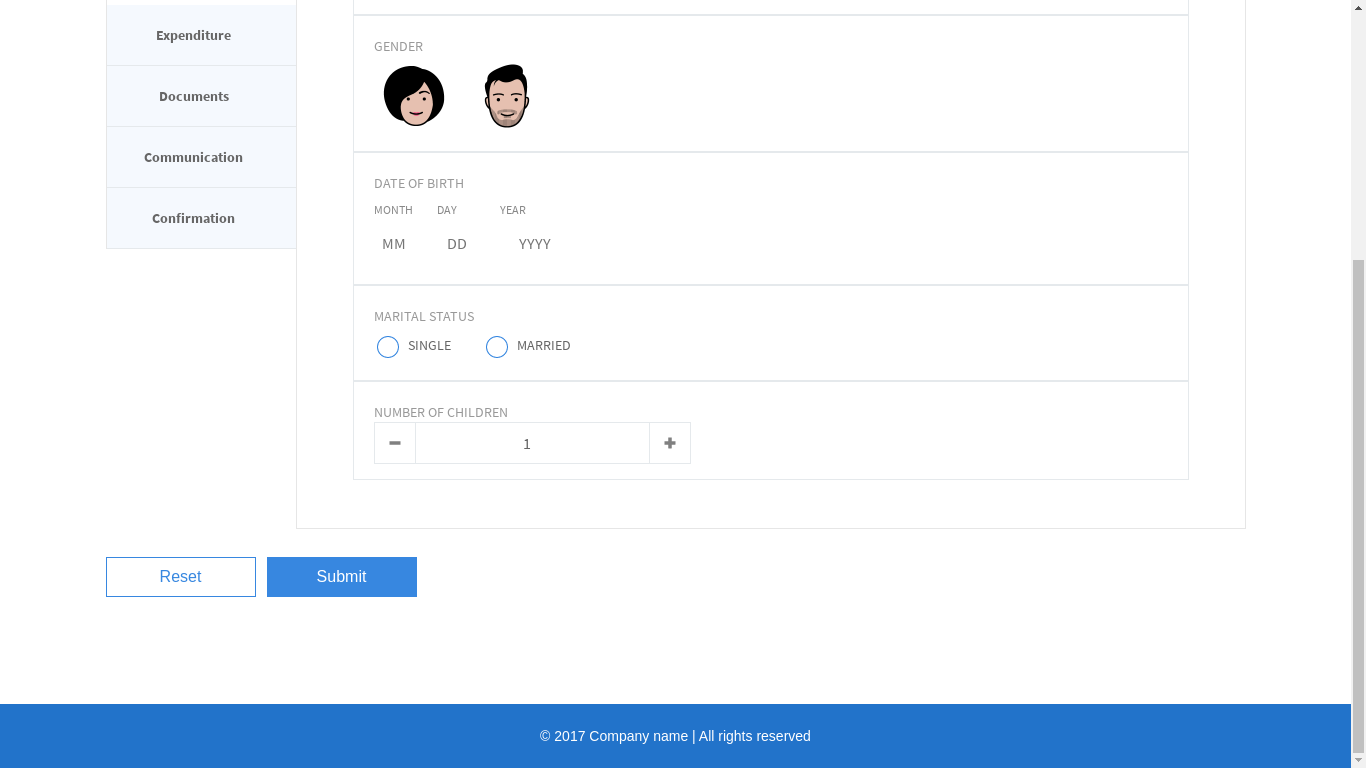 Expenditure
Documents
Communication
Confirmation
GENDER
DATE OF BIRTH
MONTH DAY YEAR
MM DD YYYY
MARITAL STATUS
SINGLE MARRIED
NUMBER OF CHILDREN
1
Reset Submit
© 2017 Company name | All rights reserved